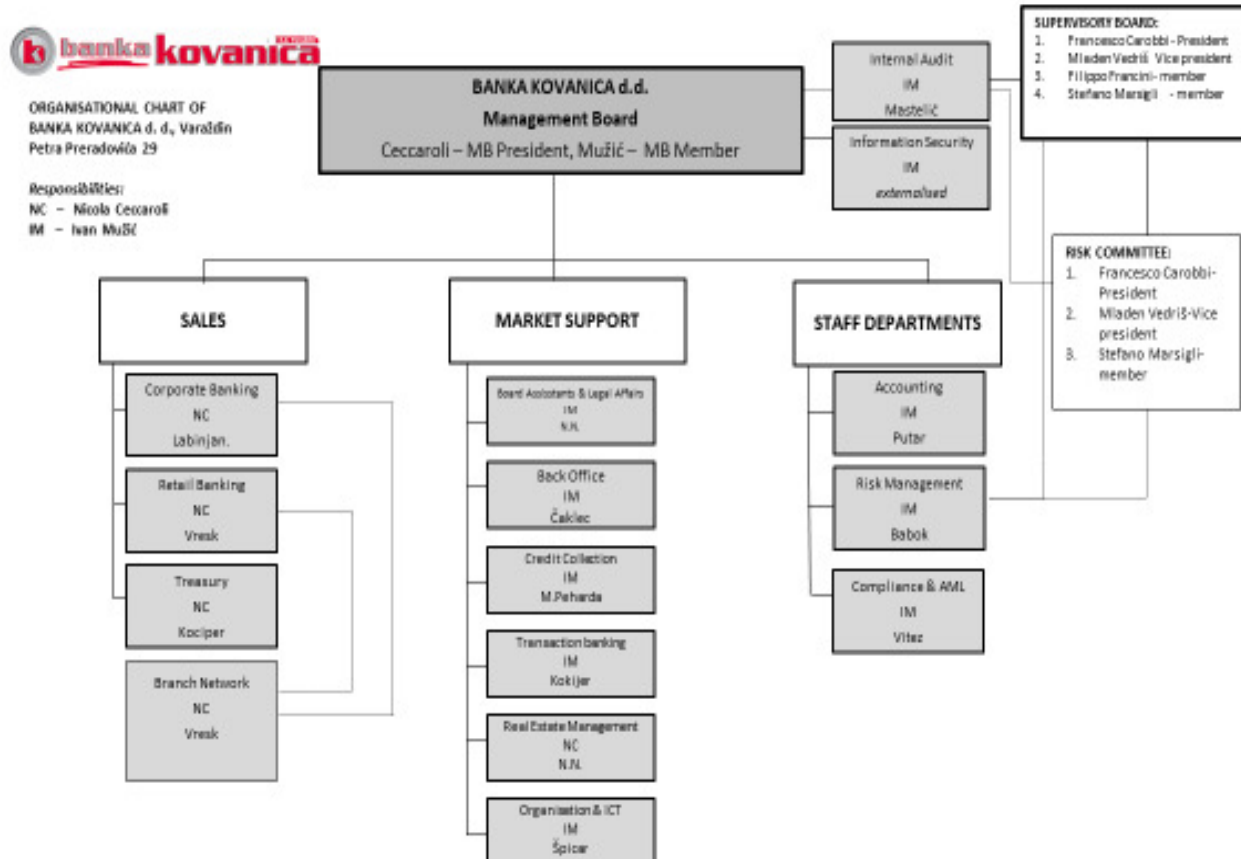 banka kovanica
ORGANISATIONAL CHART OF
BANKA KOVANICA d. d., Varaždin
Petra Preradovića 29
Responsibilities:
NC – Nicola Ceccaroli
IM – Ivan Mužić
BANKA KOVANICA d.d.
Management Board
Ceccaroli – MB President, Mužić – MB Member
Internal Audit
IM
Mastelić
Information Security
IM
externalised
SUPERVISORY BOARD:
1. Francesco Carobbi - President
2. Mladen Vedriš Vice president
3. Filippo Francini- member
4. Stefano Marsigli - member
RISK COMMITTEE:
1. Francesco Carobbi-
President
2. Mladen Vedriš-Vice
president
3. Stefano Marsigli-
member
SALES
Corporate Banking
NC
Labinjan.
Retail Banking
NC
Vresk
Treasury
NC
Kociper
Branch Network
NC
Vresk
MARKET SUPPORT
Board Assistants & Legal Affairs
IM
N.N.
Back Office
IM
Čaklec
Credit Collection
IM
M.Peharda
Transaction banking
IM
Kokijer
Real Estate Management
NC
N.N.
Organisation & ICT
IM
Špicar
STAFF DEPARTMENTS
Accounting
IM
Putar
Risk Management
IM
Babok
Compliance & AML
IM
Vitez